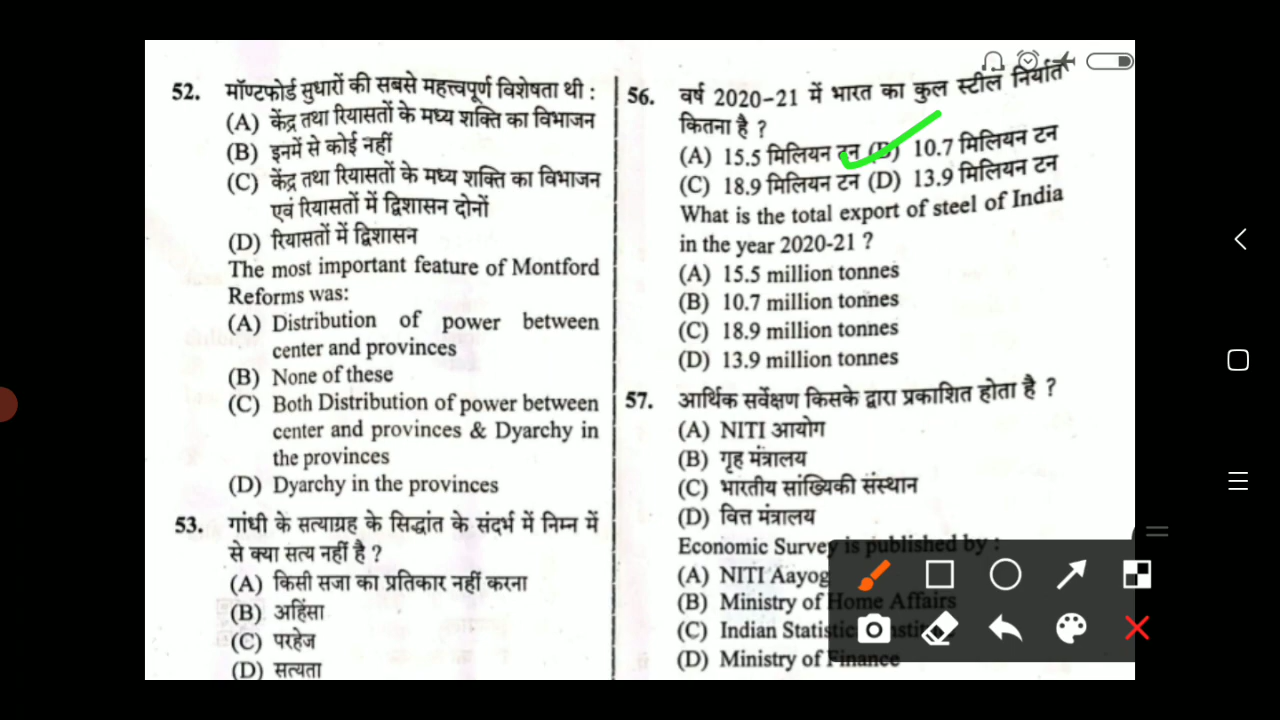 52. मॉण्टफोर्ड सुधारों की सबसे महत्त्वपूर्ण विशेषता थी :
(A) केंद्र तथा रियासतों के मध्य शक्ति का विभाजन
(B) इनमें से कोई नहीं
(C) केंद्र तथा रियासतों के मध्य शक्ति का विभाजन
एवं रियासतों में द्विशासन दोनों
(D) रियासतों में द्विशासन
The most important feature of Montford
Reforms was:
(A) Distribution of power between
center and provinces
(B) None of these
(C) Both Distribution of power between
center and provinces & Dyarchy in
the provinces
(D) Dyarchy in the provinces
53. गांधी के सत्याग्रह के सिद्धांत के संदर्भ में निम्न में
से क्या सत्य नहीं है ?
(A) किसी सजा का प्रतिकार नहीं करना
(B) अहिंसा
(C) परहेज
(D) सत्यता
56. वर्ष 2020-21 में भारत का कुल स्टील निर्यात
कितना है ?
(A) 15.5 मिलियन टन (B) 10.7 मिलियन टन
(C) 18.9 मिलियन टन (D) 13.9 मिलियन टन
What is the total export of steel of India
in the year 2020-21 ?
(A) 15.5 million tonnes
(B) 10.7 million tonnes
(C) 18.9 million tonnes
(D) 13.9 million tonnes
57. आर्थिक सर्वेक्षण किसके द्वारा प्रकाशित होता है ?
(A) NITI आयोग
(B) गृह मंत्रालय
(C) भारतीय सांख्यिकी संस्थान
(D) वित्त मंत्रालय
Economic Survey is published by :
(A) NITI Aayog
(B) Ministry of Home Affairs
(C) Indian Statistical Institute
(D) Ministry of Finance